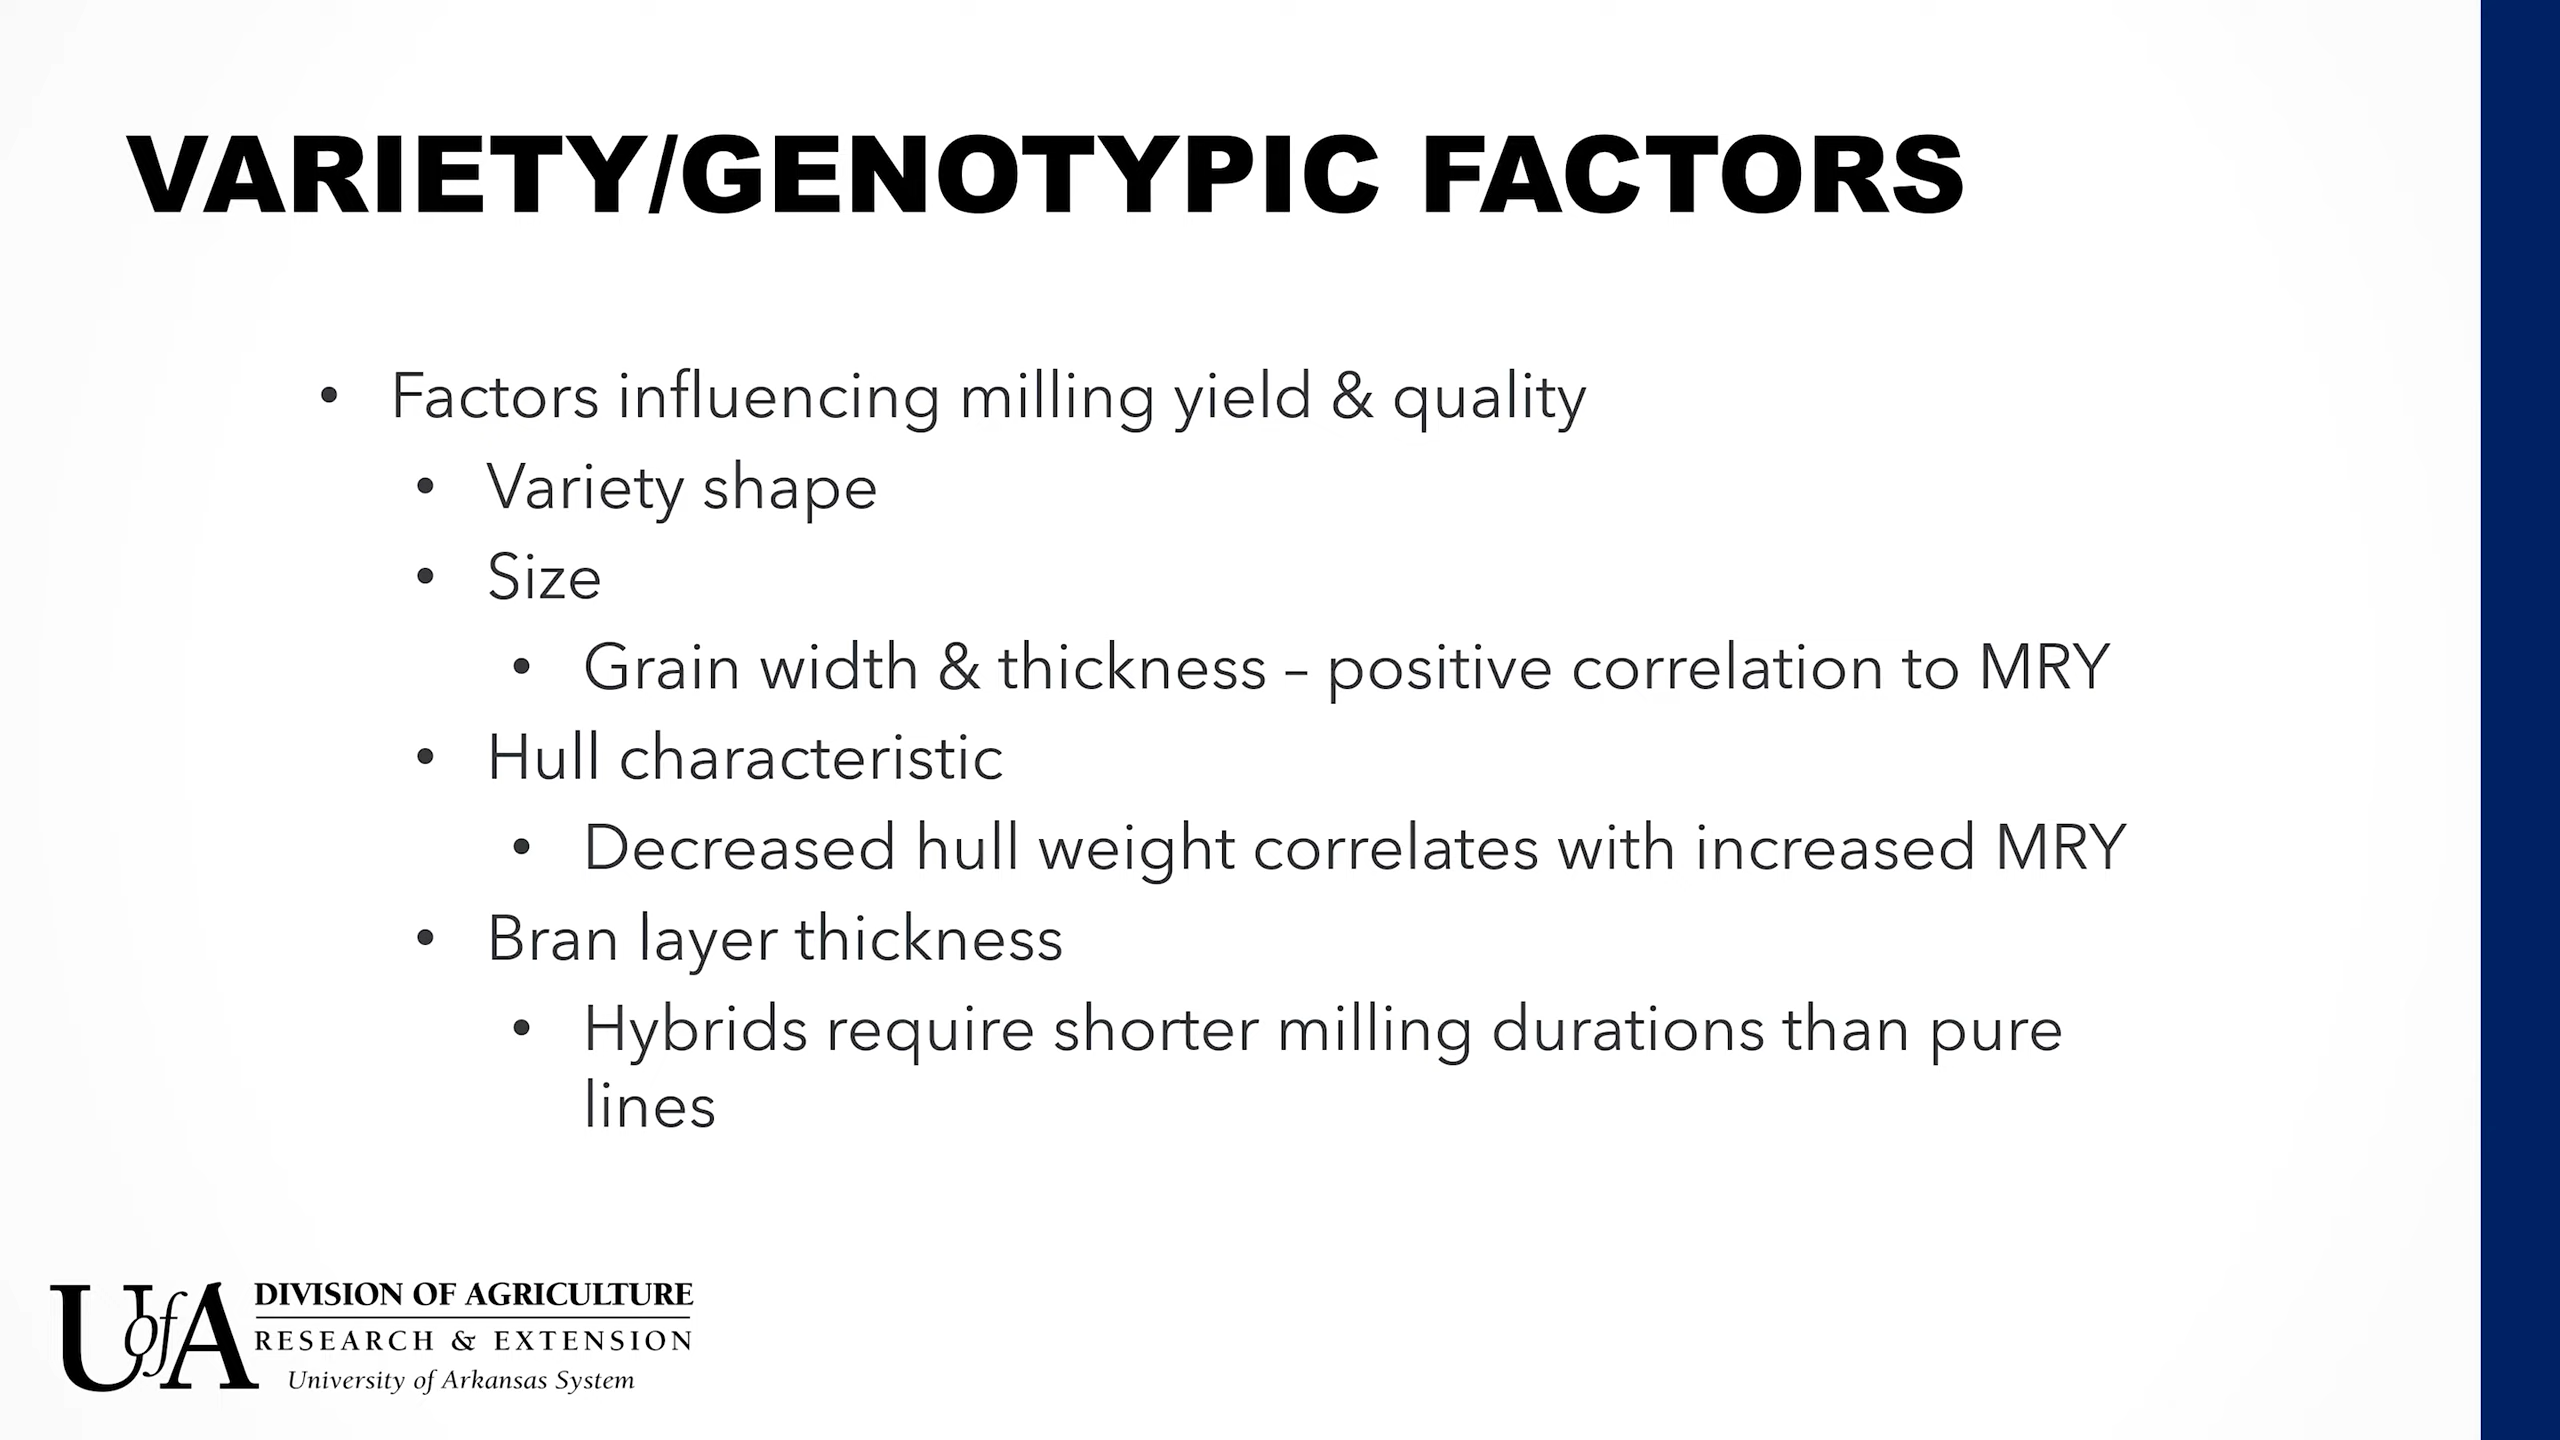 VARIETY/GENOTYPIC FACTORS
• Factors influencing milling yield & quality
• Variety shape
• Size
• Grain width & thickness – positive correlation to MRY
• Hull characteristic
• Decreased hull weight correlates with increased MRY
• Bran layer thickness
• Hybrids require shorter milling durations than pure
lines
UofA
DIVISION OF AGRICULTURE
RESEARCH & EXTENSION
University of Arkansas System